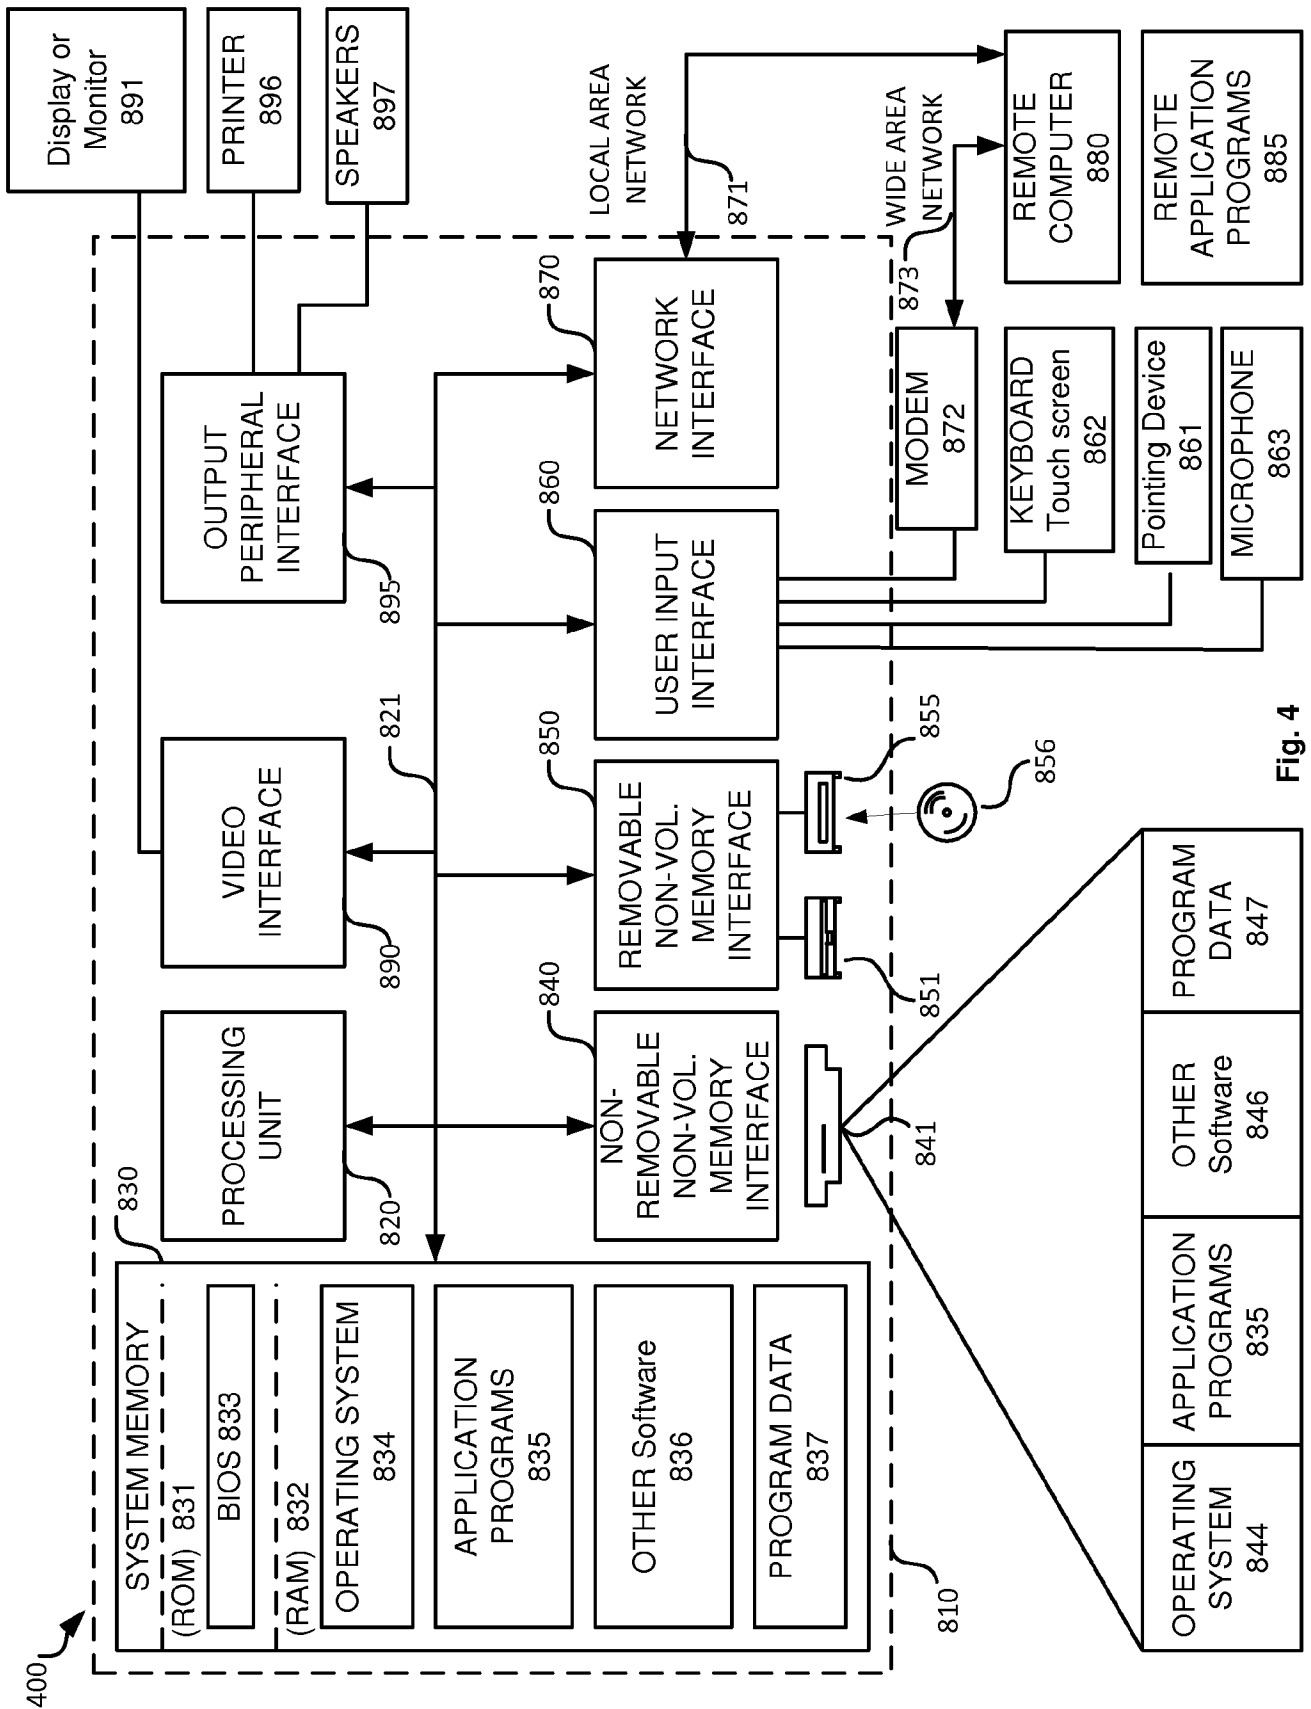 400
810
SYSTEM MEMORY
(ROM) 831
BIOS 833
(RAM) 832
OPERATING SYSTEM
834
APPLICATION
PROGRAMS
835
OTHER Software
836
PROGRAM DATA
837
830
PROCESSING
UNIT
820
VIDEO
INTERFACE
890
821
OUTPUT
PERIPHERAL
INTERFACE
895
Display or
Monitor
891
PRINTER
896
SPEAKERS
897
NON-
REMOVABLE
NON-VOL.
MEMORY
INTERFACE
840
REMOVABLE
NON-VOL.
MEMORY
INTERFACE
850
USER INPUT
INTERFACE
860
NETWORK
INTERFACE
870
LOCAL AREA
NETWORK
871
WIDE AREA
NETWORK
873
841
851
855
856
MODEM
872
KEYBOARD
Touch screen
862
Pointing Device
861
MICROPHONE
863
REMOTE
COMPUTER
880
REMOTE
APPLICATION
PROGRAMS
885
OPERATING
SYSTEM
844
APPLICATION
PROGRAMS
835
OTHER
Software
846
PROGRAM
DATA
847
Fig. 4